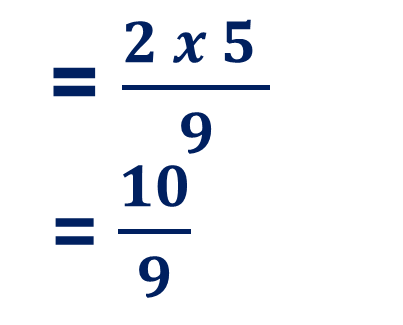 = 2 x 5
9
= 10
9